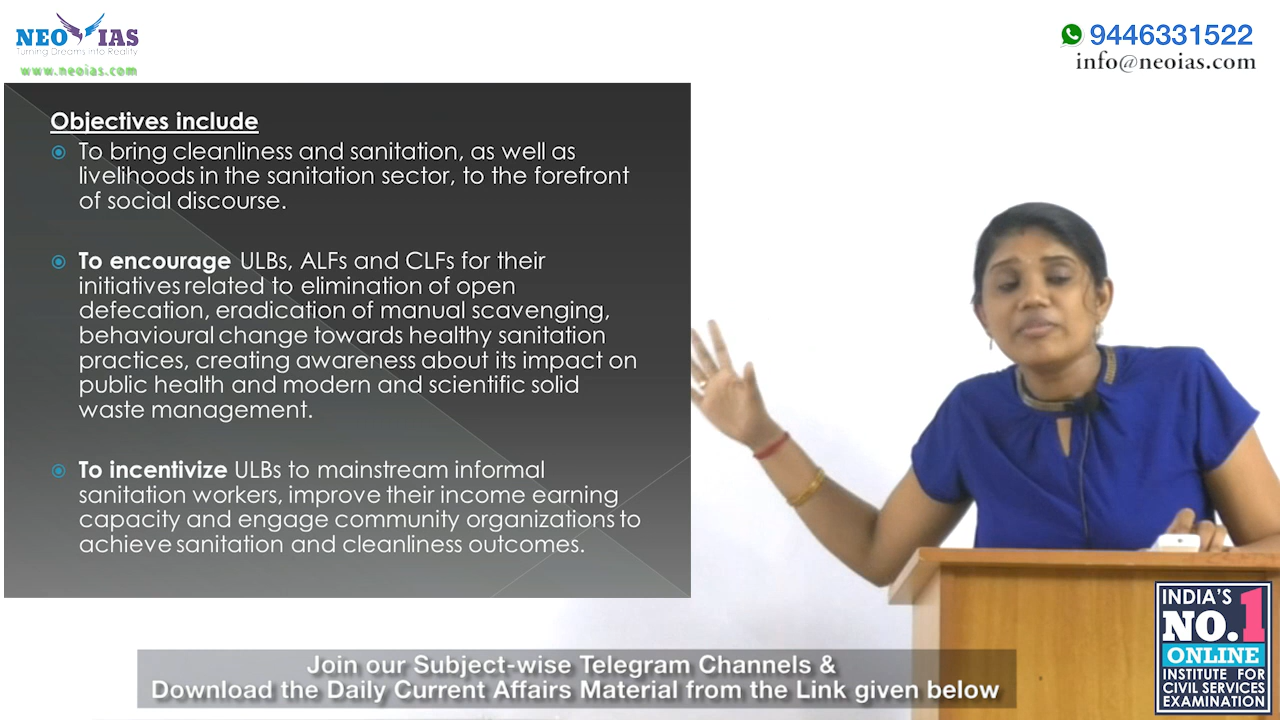 NEO IAS
Turning Dreams Into Reality
www.neoias.com
9446331522
info@neoias.com
Objectives include
To bring cleanliness and sanitation, as well as
livelihoods in the sanitation sector, to the forefront
of social discourse.
To encourage ULBs, ALFs and CLFs for their
initiatives related to elimination of open
defecation, eradication of manual scavenging,
behavioural change towards healthy sanitation
practices, creating awareness about its impact on
public health and modern and scientific solid
waste management.
To incentivize ULBs to mainstream informal
sanitation workers, improve their income earning
capacity and engage community organizations to
achieve sanitation and cleanliness outcomes.
INDIA'S
NO.1
ONLINE
INSTITUTE FOR
CIVIL SERVICES
EXAMINATION
Join our Subject-wise Telegram Channels &
Download the Daily Current Affairs Material from the Link given below